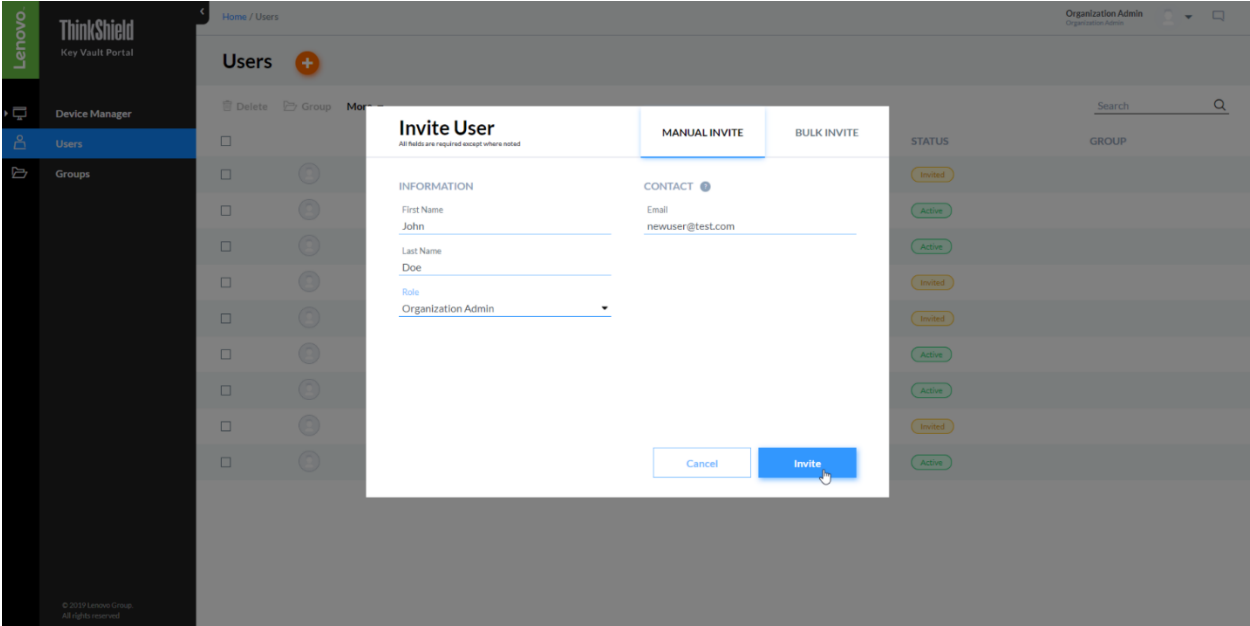 Lenovo
ThinkShield
Key Vault Portal
Home / Users
Organization Admin
Organization Admin
Users
Device Manager
Users
Groups
Delete Group More
Search
STATUS GROUP
Invite User
All fields are required except where noted
MANUAL INVITE BULK INVITE
INFORMATION
First Name
John
Last Name
Doe
Role
Organization Admin
CONTACT
Email
newuser@test.com
Cancel Invite
Invited
Active
Active
Invited
Invited
Active
Active
Invited
Active
© 2019 Lenovo Group.
All rights reserved